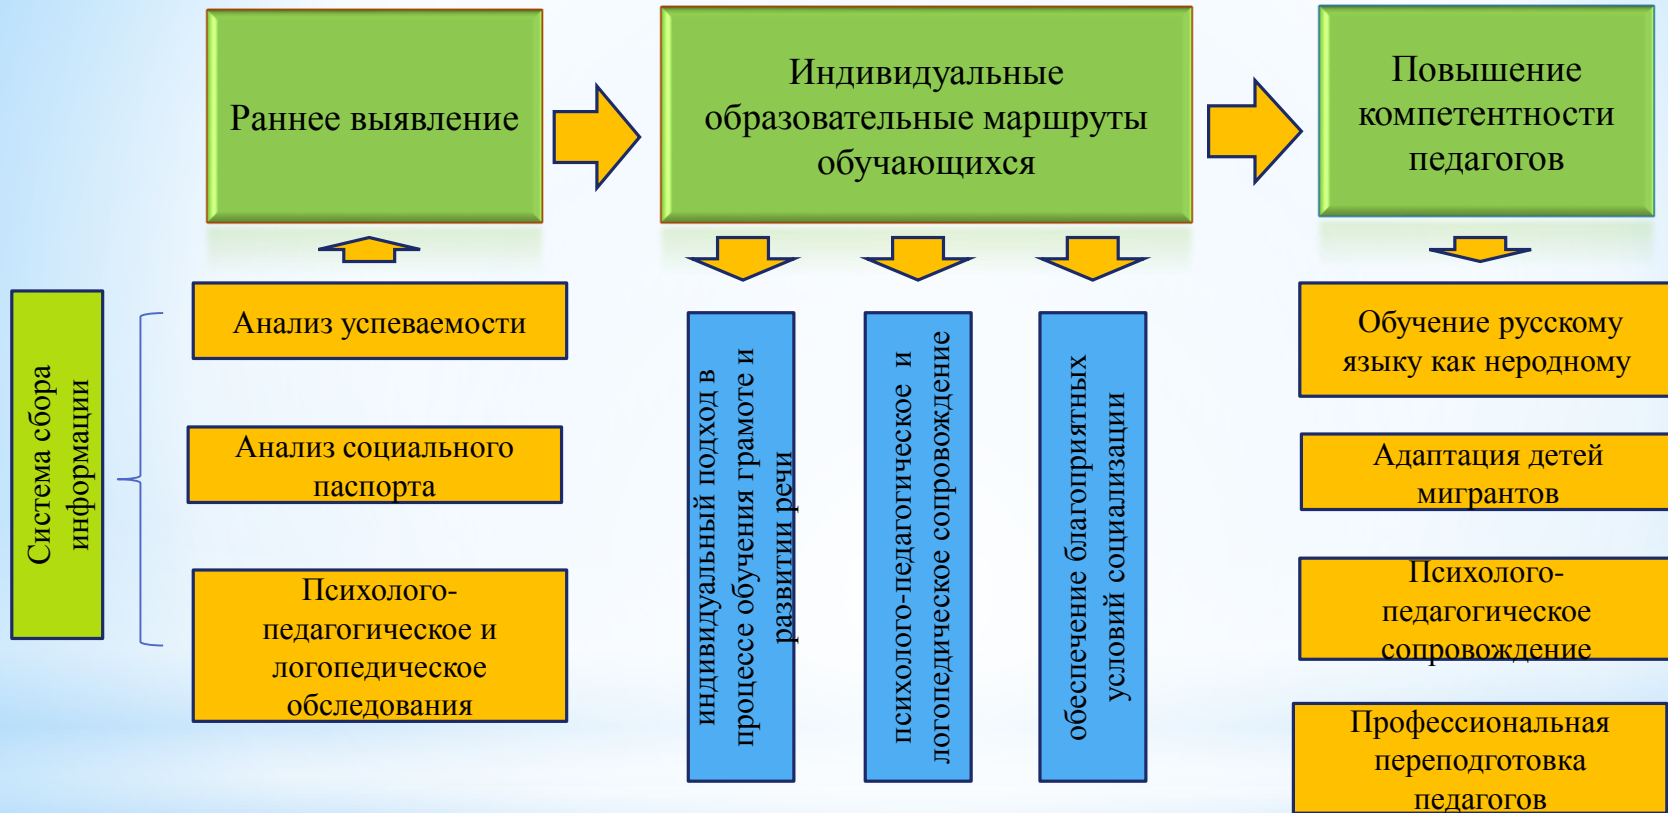 Раннее выявление
Индивидуальные
образовательные маршруты
обучающихся
Повышение
компетентности
педагогов
Система сбора
информации
Анализ успеваемости
Анализ социального
паспорта
Психолого-
педагогическое и
логопедическое
обследования
индивидуальный подход в
процессе обучения грамоте и
развитии речи
психолого-педагогическое и
логопедическое сопровождение
обеспечение благоприятных
условий социализации
Обучение русскому
языку как неродному
Адаптация детей
мигрантов
Психолого-
педагогическое
сопровождение
Профессиональная
переподготовка
педагогов